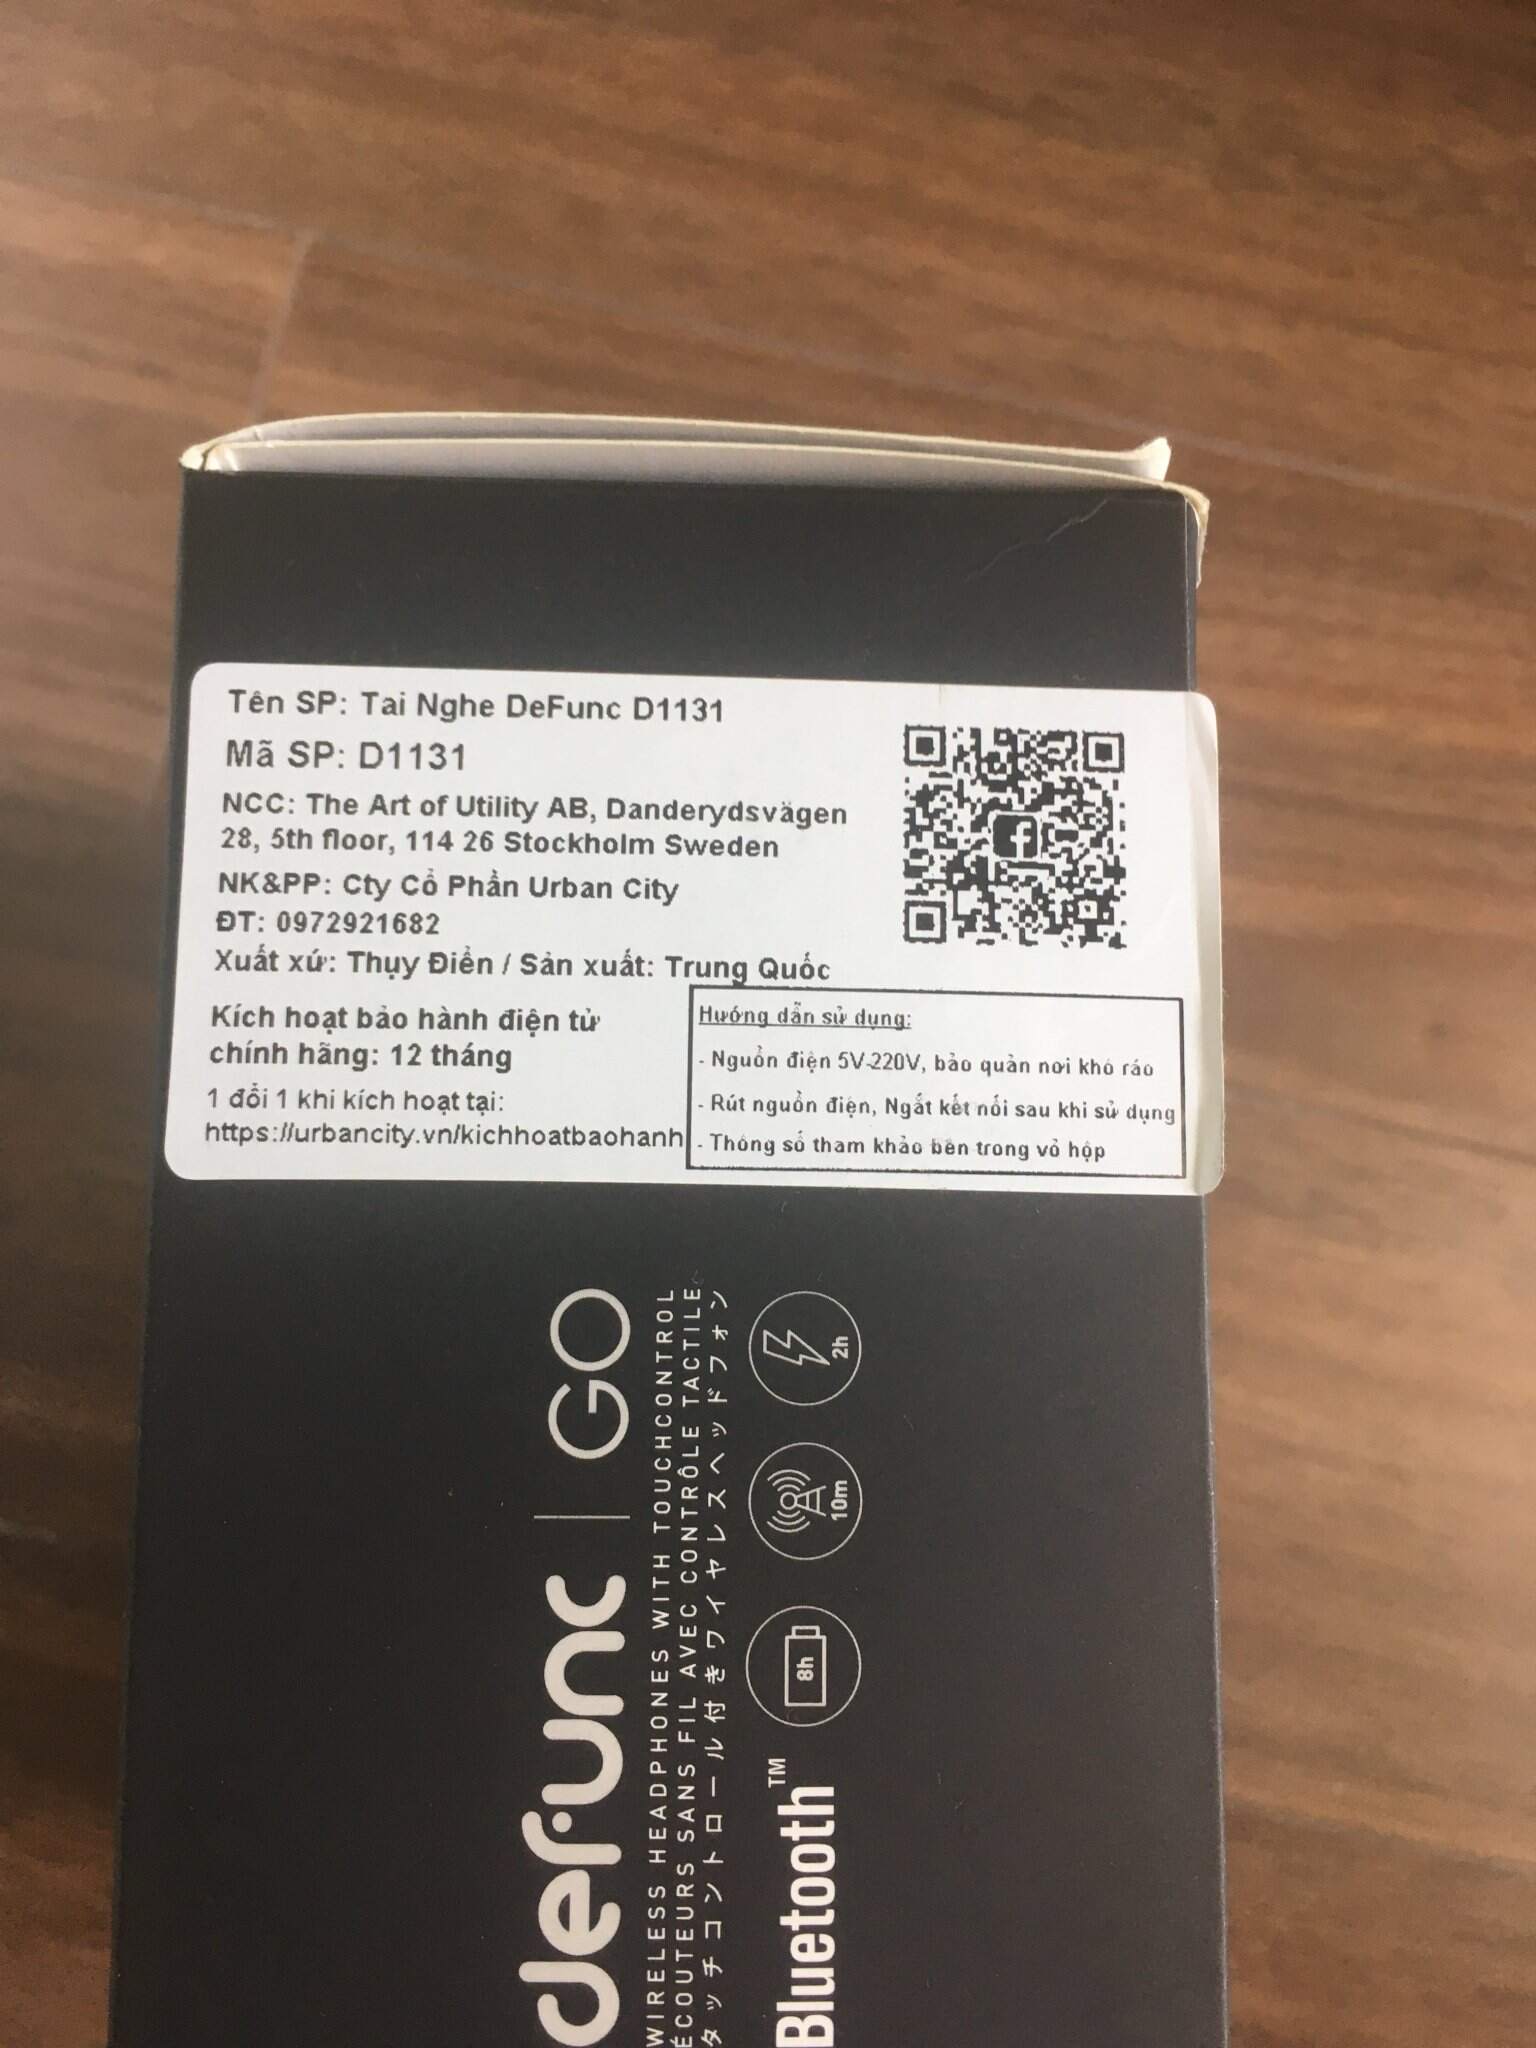 Tên SP: Tai Nghe DeFunc D1131
Mã SP: D1131
NCC: The Art of Utility AB, Danderydsvägen
28, 5th floor, 114 26 Stockholm Sweden
NK&PP: Cty Cổ Phần Urban City
ĐT: 0972921682
Xuất xứ: Thụy Điển / Sản xuất: Trung Quốc
Kích hoạt bảo hành điện tử
chính hãng: 12 tháng
1 đổi 1 khi kích hoạt tại:
https://urbancity.vn/kichhoatbaohanh
Hướng dẫn sử dụng:
- Nguồn điện 5V-220V, bảo quản nơi khô ráo
- Rút nguồn điện, Ngắt kết nối sau khi sử dụng
- Thông số tham khảo bên trong vỏ hộp
defunc | GO
WIRELESS HEADPHONES WITH TOUCHCONTROL
ÉCOUTEURS SANS FIL AVEC CONTRÔLE TACTILE
タッチコントロール付きワイヤレスヘッドフォン
Bluetooth™
8h
10m
2h